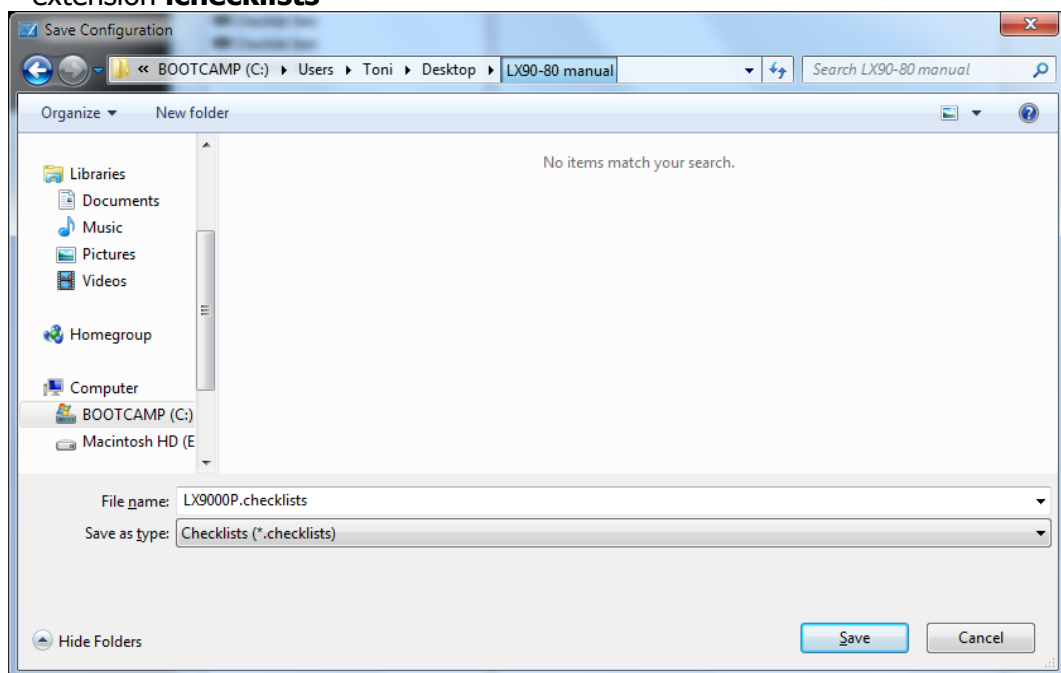 extension .checklists
Save Configuration
« BOOTCAMP (C:) Users Toni Desktop LX90-80 manual Search LX90-80 manual
Organize New folder
No items match your search.
Libraries
Documents
Music
Pictures
Videos
Homegroup
Computer
BOOTCAMP (C:)
Macintosh HD (E
File name: LX9000P.checklists
Save as type: Checklists (*.checklists)
Hide Folders Save Cancel